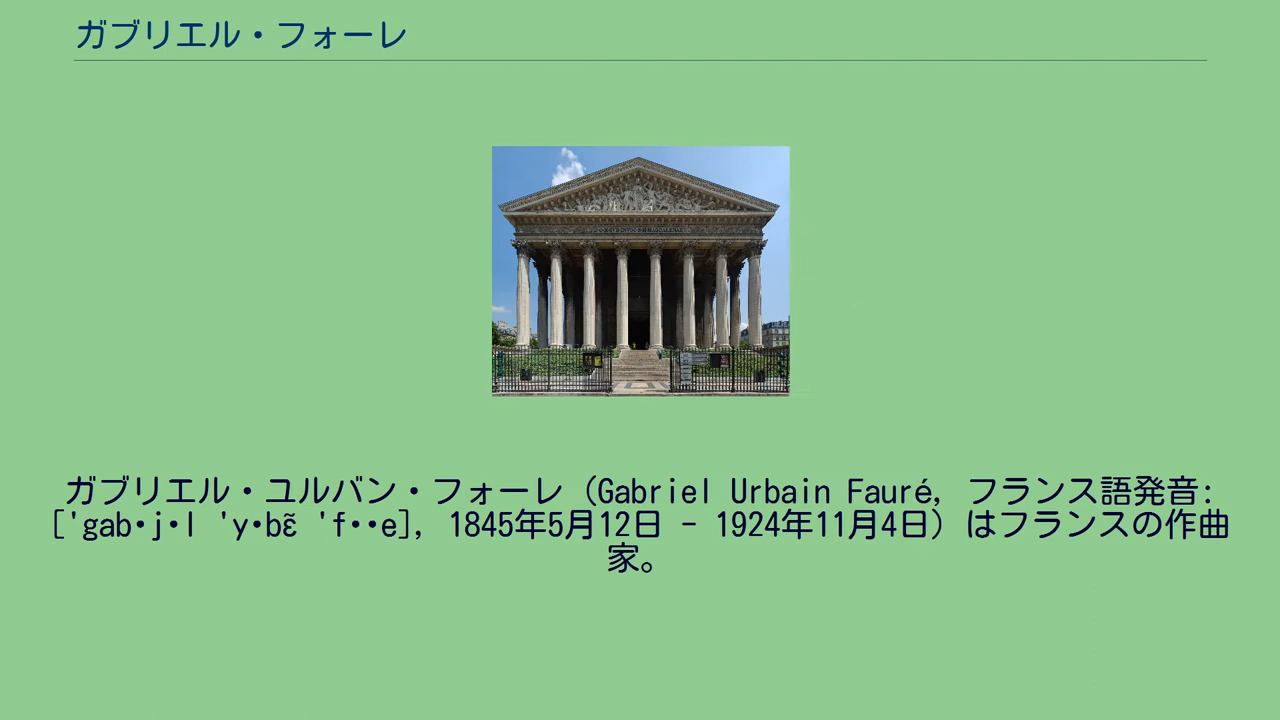 ガブリエル・フォーレ
ガブリエル・ユルバン・フォーレ（Gabriel Urbain Fauré, フランス語発音:
['gab•j•l 'y•bɛ̃ 'f••e], 1845年5月12日 - 1924年11月4日）はフランスの作曲
家。